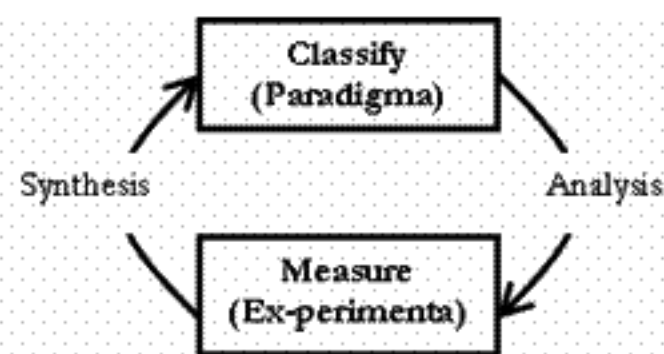 Classify
(Paradigma)
Synthesis
Analysis
Measure
(Ex-perimenta)